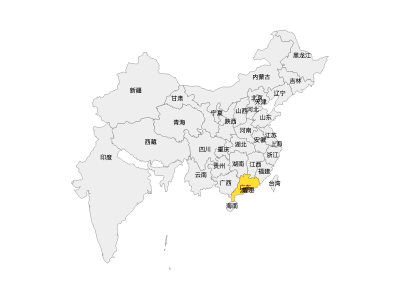 黑龙江
内蒙古
吉林
辽宁
新疆
甘肃
北京
天津
河北
山西
宁夏
陕西
山东
青海
河南
江苏
安徽
上海
西藏
四川
重庆
湖北
浙江
印度
贵州
湖南
江西
福建
云南
广西
广东
台湾
海南